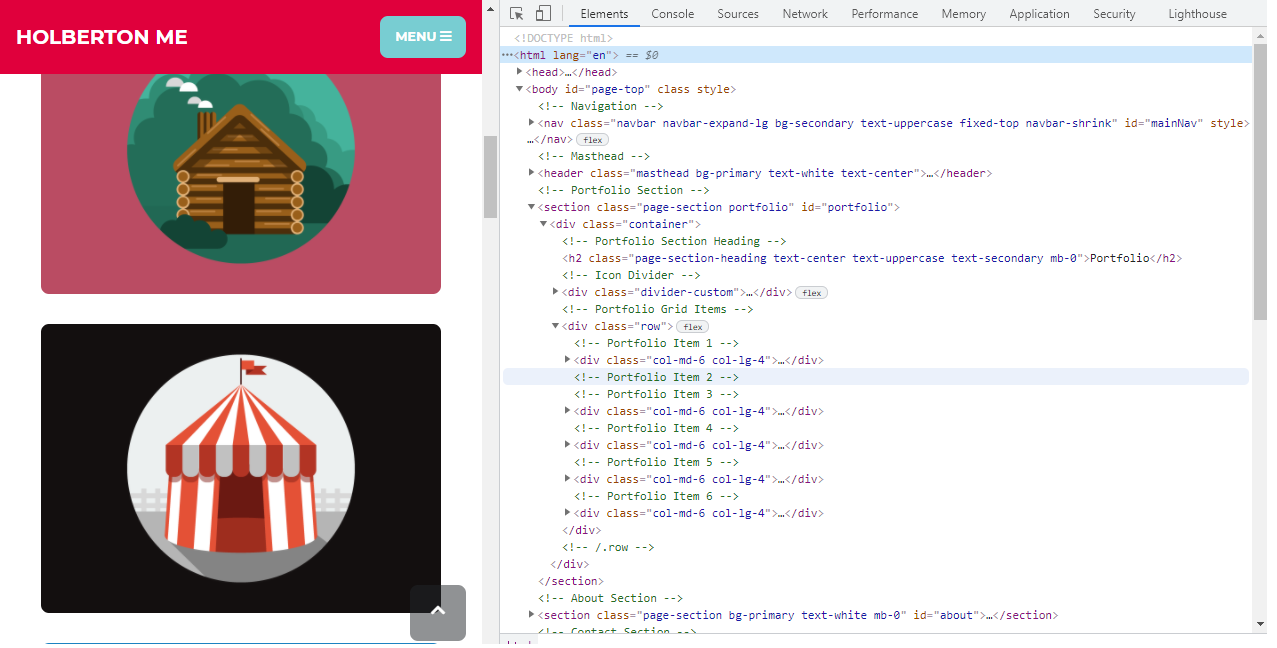 HOLBERTON ME
MENU
Elements Console Sources Network Performance Memory Application Security Lighthouse
<!DOCTYPE html>
···<html lang="en"> == $0
<head>…</head>
<body id="page-top" class style>
<!-- Navigation -->
<nav class="navbar navbar-expand-lg bg-secondary text-uppercase fixed-top navbar-shrink" id="mainNav" style>
…</nav> flex
<!-- Masthead -->
<header class="masthead bg-primary text-white text-center">…</header>
<!-- Portfolio Section -->
<section class="page-section portfolio" id="portfolio">
<div class="container">
<!-- Portfolio Section Heading -->
<h2 class="page-section-heading text-center text-uppercase text-secondary mb-0">Portfolio</h2>
<!-- Icon Divider -->
<div class="divider-custom">…</div> flex
<!-- Portfolio Grid Items -->
<div class="row"> flex
<!-- Portfolio Item 1 -->
<div class="col-md-6 col-lg-4">…</div>
<!-- Portfolio Item 2 -->
<!-- Portfolio Item 3 -->
<div class="col-md-6 col-lg-4">…</div>
<!-- Portfolio Item 4 -->
<div class="col-md-6 col-lg-4">…</div>
<!-- Portfolio Item 5 -->
<div class="col-md-6 col-lg-4">…</div>
<!-- Portfolio Item 6 -->
<div class="col-md-6 col-lg-4">…</div>
</div>
<!-- /.row -->
</div>
</section>
<!-- About Section -->
<section class="page-section bg-primary text-white mb-0" id="about">…</section>
<!-- Contact Section -->